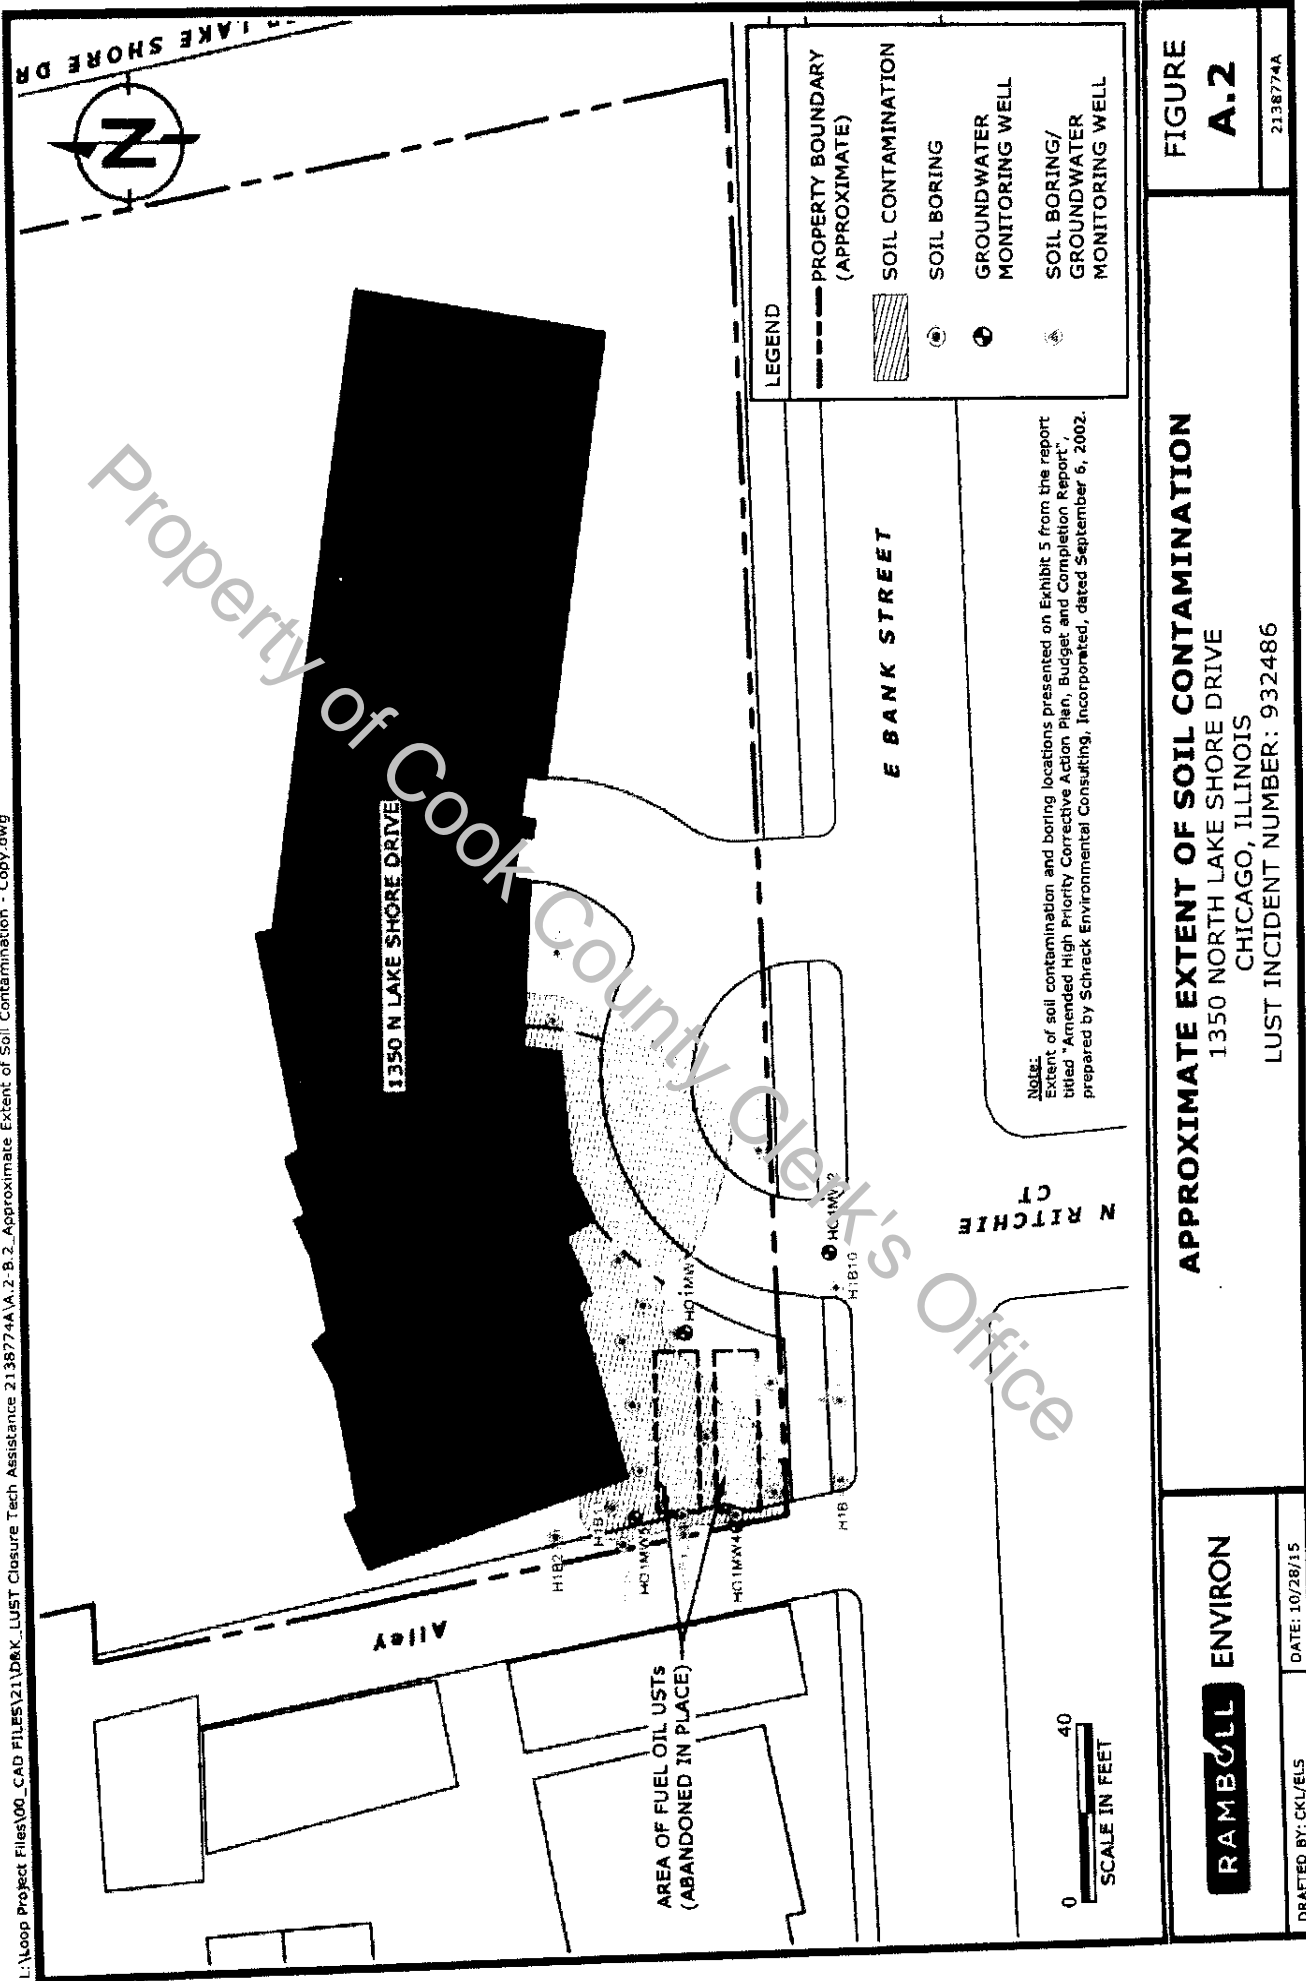 L:\Loop Project Files\00_CAD FILES\21\D&K_LUST Closure Tech Assistance 2138774A\A.2-B.2_Approximate Extent of Soil Contamination - Copy.dwg
LAKE SHORE DR
N
1350 N LAKE SHORE DRIVE
Alley
AREA OF FUEL OIL USTs
(ABANDONED IN PLACE)
H1B2
H1B1
HO1MW4
HO1MW
H1B
H1B10
E BANK STREET
N RITCHIE
CT
LEGEND
PROPERTY BOUNDARY
(APPROXIMATE)
SOIL CONTAMINATION
SOIL BORING
GROUNDWATER
MONITORING WELL
SOIL BORING/
GROUNDWATER
MONITORING WELL
Note:
Extent of soil contamination and boring locations presented on Exhibit 5 from the report
titled "Amended High Priority Corrective Action Plan, Budget and Completion Report",
prepared by Schrack Environmental Consulting, Incorporated, dated September 6, 2002.
0 40
SCALE IN FEET
RAMBOLL ENVIRON
DRAFTED BY: CKL/ELS
DATE: 10/28/15
APPROXIMATE EXTENT OF SOIL CONTAMINATION
1350 NORTH LAKE SHORE DRIVE
CHICAGO, ILLINOIS
LUST INCIDENT NUMBER: 932486
FIGURE
A.2
2138774A
Property of Cook County Clerk's Office